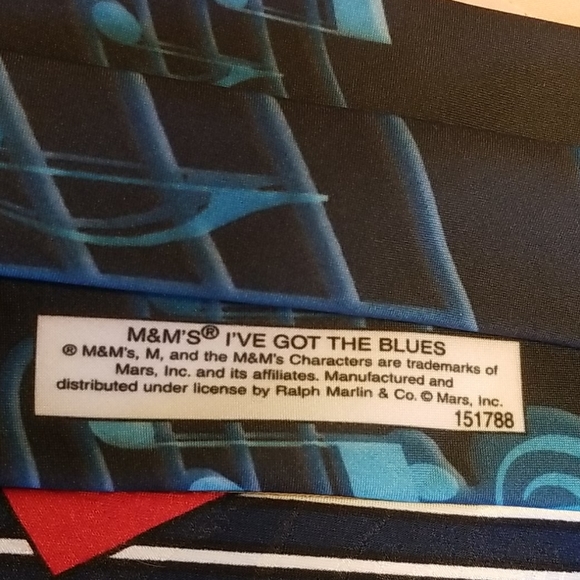 M&M'S® I'VE GOT THE BLUES
® M&M's, M, and the M&M's Characters are trademarks of
Mars, Inc. and its affiliates. Manufactured and
distributed under license by Ralph Marlin & Co. © Mars, Inc.
151788